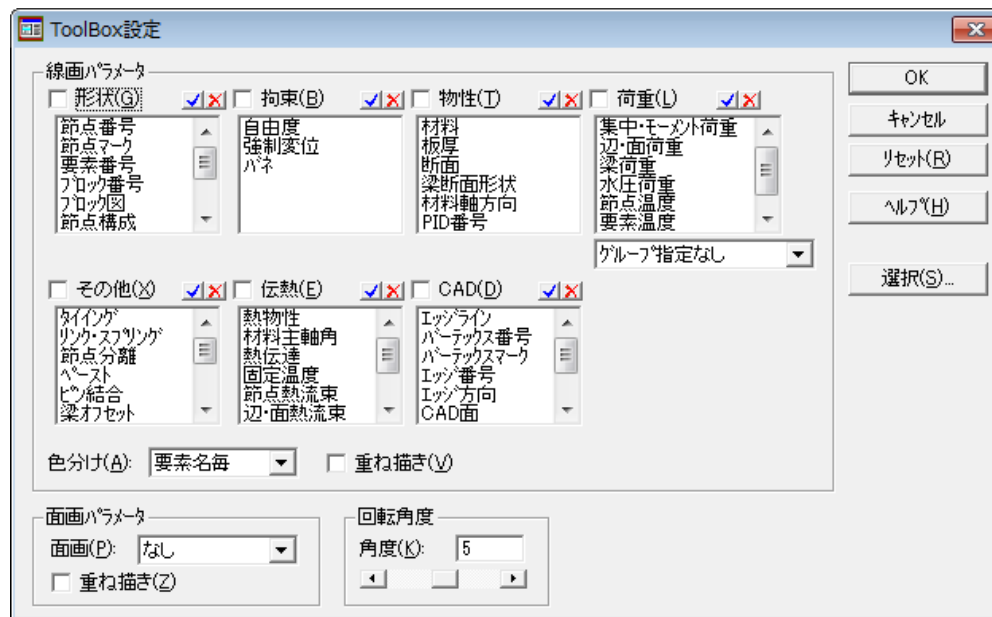 ToolBox設定
線画ﾊﾟﾗﾒｰﾀ
形状(G)
節点番号
節点ﾏｰｸ
要素番号
ﾌﾞﾛｯｸ番号
ﾌﾞﾛｯｸ図
節点構成
拘束(B)
自由度
強制変位
ﾊﾞﾈ
物性(T)
材料
板厚
断面
梁断面形状
材料軸方向
PID番号
荷重(L)
集中･ﾓｰﾒﾝﾄ荷重
辺･面荷重
梁荷重
水圧荷重
節点温度
要素温度
ｸﾞﾙｰﾌﾟ指定なし
その他(X)
ﾀｲｲﾝｸﾞ
ﾘﾝｸ･ｽﾌﾟﾘﾝｸﾞ
節点分離
ﾍﾟｰｽﾄ
ﾋﾟﾝ結合
梁ｵﾌｾｯﾄ
伝熱(E)
熱物性
材料主軸角
熱伝達
固定温度
節点熱流束
辺･面熱流束
CAD(D)
ｴｯｼﾞﾗｲﾝ
ﾊﾞｰﾃｯｸｽ番号
ﾊﾞｰﾃｯｸｽﾏｰｸ
ｴｯｼﾞ番号
ｴｯｼﾞ方向
CAD面
色分け(A): 要素名毎
重ね描き(V)
面画ﾊﾟﾗﾒｰﾀ
面画(P): なし
重ね描き(Z)
回転角度
角度(K): 5
OK
ｷｬﾝｾﾙ
ﾘｾｯﾄ(R)
ﾍﾙﾌﾟ(H)
選択(S)...